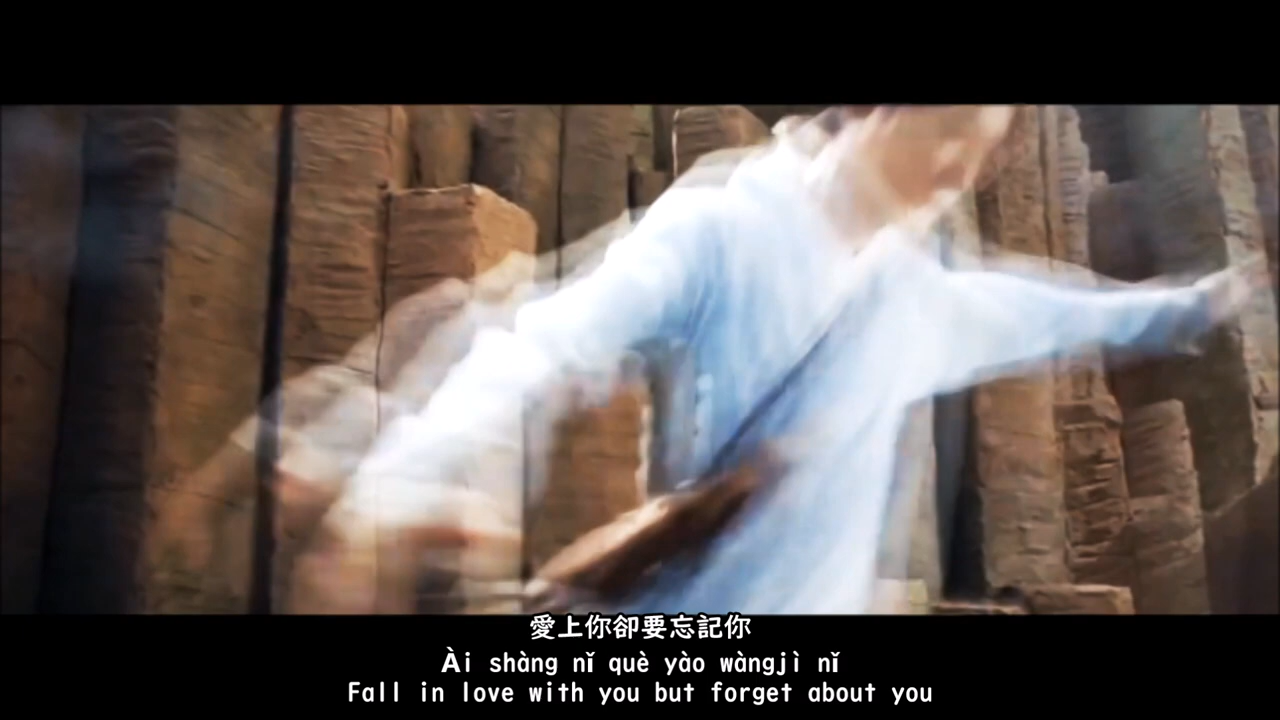 愛上你卻要忘記你
Ài shàng nǐ què yào wàngjì nǐ
Fall in love with you but forget about you